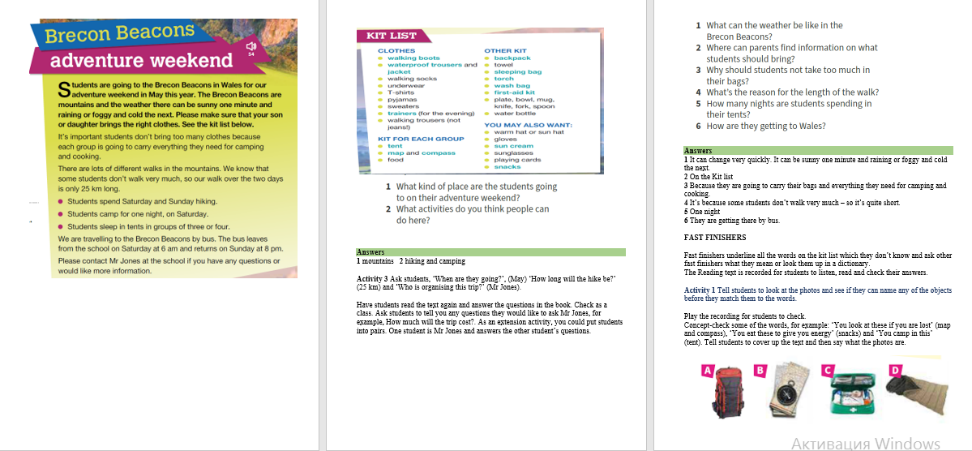 Brecon Beacons
adventure weekend
54
Students are going to the Brecon Beacons in Wales for our
adventure weekend in May this year. The Brecon Beacons are
mountains and the weather there can be sunny one minute and
raining or foggy and cold the next. Please make sure that your son
or daughter brings the right clothes. See the kit list below.
It's important students don't bring too many clothes because
each group is going to carry everything they need for camping
and cooking.
There are lots of different walks in the mountains. We know that
some students don't walk very much, so our walk over the two days
is only 25 km long.
Students spend Saturday and Sunday hiking.
Students camp for one night, on Saturday.
Students sleep in tents in groups of three or four.
We are travelling to the Brecon Beacons by bus. The bus leaves
from the school on Saturday at 6 am and returns on Sunday at 8 pm.
Please contact Mr Jones at the school if you have any questions or
would like more information.
KIT LIST
CLOTHES
walking boots
waterproof trousers and
jacket
walking socks
underwear
T-shirts
pyjamas
sweaters
trainers (for the evening)
walking trousers (not
jeans!)
KIT FOR EACH GROUP
tent
map and compass
food
OTHER KIT
backpack
towel
sleeping bag
torch
wash bag
first-aid kit
plate, bowl, mug,
knife, fork, spoon
water bottle
YOU MAY ALSO WANT:
warm hat or sun hat
gloves
sun cream
sunglasses
playing cards
snacks
1 What kind of place are the students going
to on their adventure weekend?
2 What activities do you think people can
do here?
Answers
1 mountains 2 hiking and camping
Activity 3 Ask students, "When are they going?", (May) "How long will the hike be?"
(25 km) and "Who is organising this trip?" (Mr Jones).
Have students read the text again and answer the questions in the book. Check as a
class. Ask students to tell you any questions they would like to ask Mr Jones, for
example, How much will the trip cost?. As an extension activity, you could put students
into pairs. One student is Mr Jones and answers the other student's questions.
1 What can the weather be like in the
Brecon Beacons?
2 Where can parents find information on what
students should bring?
3 Why should students not take too much in
their bags?
4 What's the reason for the length of the walk?
5 How many nights are students spending in
their tents?
6 How are they getting to Wales?
Answers
1 It can change very quickly. It can be sunny one minute and raining or foggy and cold
the next.
2 On the Kit list
3 Because they are going to carry their bags and everything they need for camping and
cooking.
4 It's because some students don't walk very much – so it's quite short.
5 One night
6 They are getting there by bus.
FAST FINISHERS
Fast finishers underline all the words on the kit list which they don't know and ask other
fast finishers what they mean or look them up in a dictionary.
The Reading text is recorded for students to listen, read and check their answers.
Activity 1 Tell students to look at the photos and see if they can name any of the objects
before they match them to the words.
Play the recording for students to check.
Concept-check some of the words, for example: "You look at these if you are lost" (map
and compass), "You eat these to give you energy" (snacks) and "You camp in this"
(tent). Tell students to cover up the text and then say what the photos are.
A
B
C
D
Активация Windows